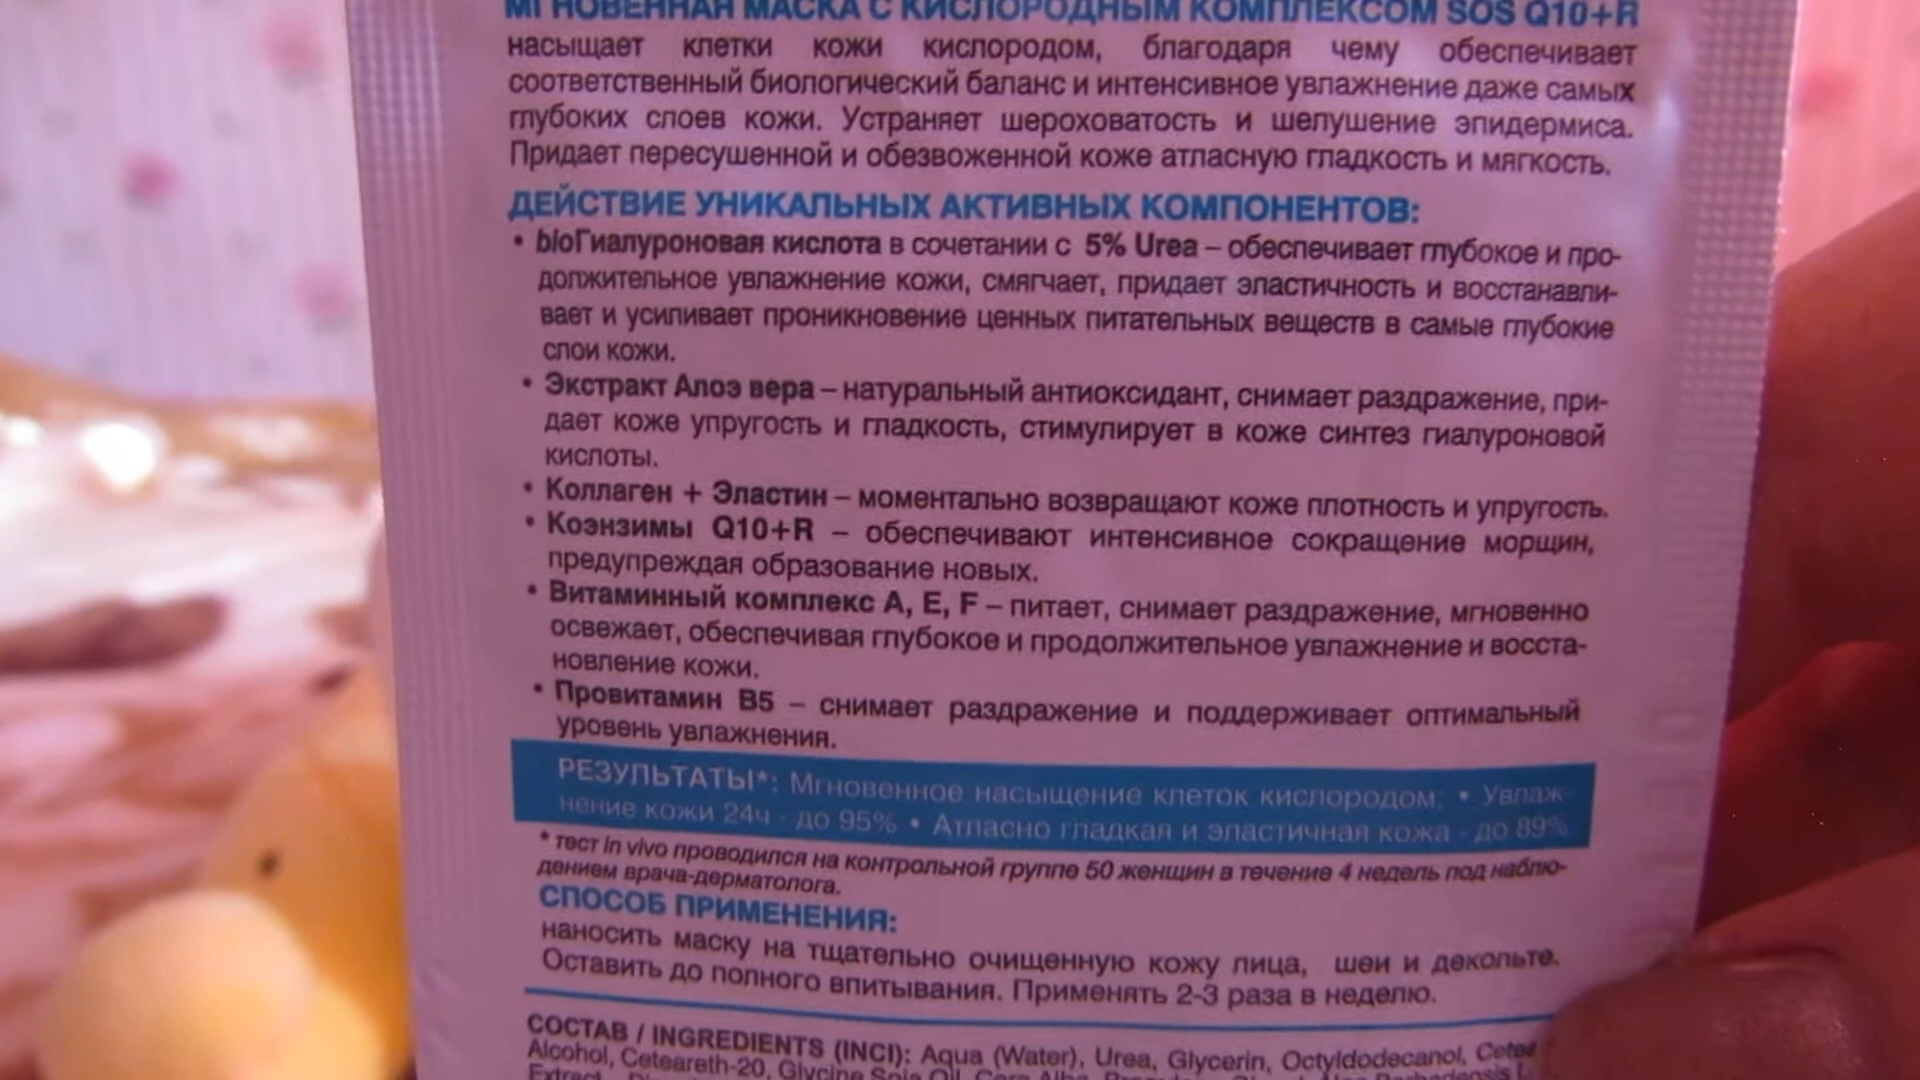 МГНОВЕННАЯ МАСКА С КИСЛОРОДНЫМ КОМПЛЕКСОМ SOS Q10+R
насыщает клетки кожи кислородом, благодаря чему обеспечивает
соответственный биологический баланс и интенсивное увлажнение даже самых
глубоких слоев кожи. Устраняет шероховатость и шелушение эпидермиса.
Придает пересушенной и обезвоженной коже атласную гладкость и мягкость.
ДЕЙСТВИЕ УНИКАЛЬНЫХ АКТИВНЫХ КОМПОНЕНТОВ:
• bioГиалуроновая кислота в сочетании с 5% Urea – обеспечивает глубокое и про-
должительное увлажнение кожи, смягчает, придает эластичность и восстанавли-
вает и усиливает проникновение ценных питательных веществ в самые глубокие
слои кожи.
• Экстракт Алоэ вера – натуральный антиоксидант, снимает раздражение, при-
дает коже упругость и гладкость, стимулирует в коже синтез гиалуроновой
кислоты.
• Коллаген + Эластин – моментально возвращают коже плотность и упругость.
• Коэнзимы Q10+R – обеспечивают интенсивное сокращение морщин,
предупреждая образование новых.
• Витаминный комплекс A, E, F – питает, снимает раздражение, мгновенно
освежает, обеспечивая глубокое и продолжительное увлажнение и восста-
новление кожи.
• Провитамин B5 – снимает раздражение и поддерживает оптимальный
уровень увлажнения.
РЕЗУЛЬТАТЫ*: Мгновенное насыщение клеток кислородом: • Увлаж-
нение кожи 24ч - до 95% • Атласно гладкая и эластичная кожа - до 89%
* тест in vivo проводился на контрольной группе 50 женщин в течение 4 недель под наблю-
дением врача-дерматолога.
СПОСОБ ПРИМЕНЕНИЯ:
наносить маску на тщательно очищенную кожу лица, шеи и декольте.
Оставить до полного впитывания. Применять 2-3 раза в неделю.
СОСТАВ / INGREDIENTS (INCI): Aqua (Water), Urea, Glycerin, Octyldodecanol,
Alcohol, Ceteareth-20, Glycine Soja Oil, Cera Alba,